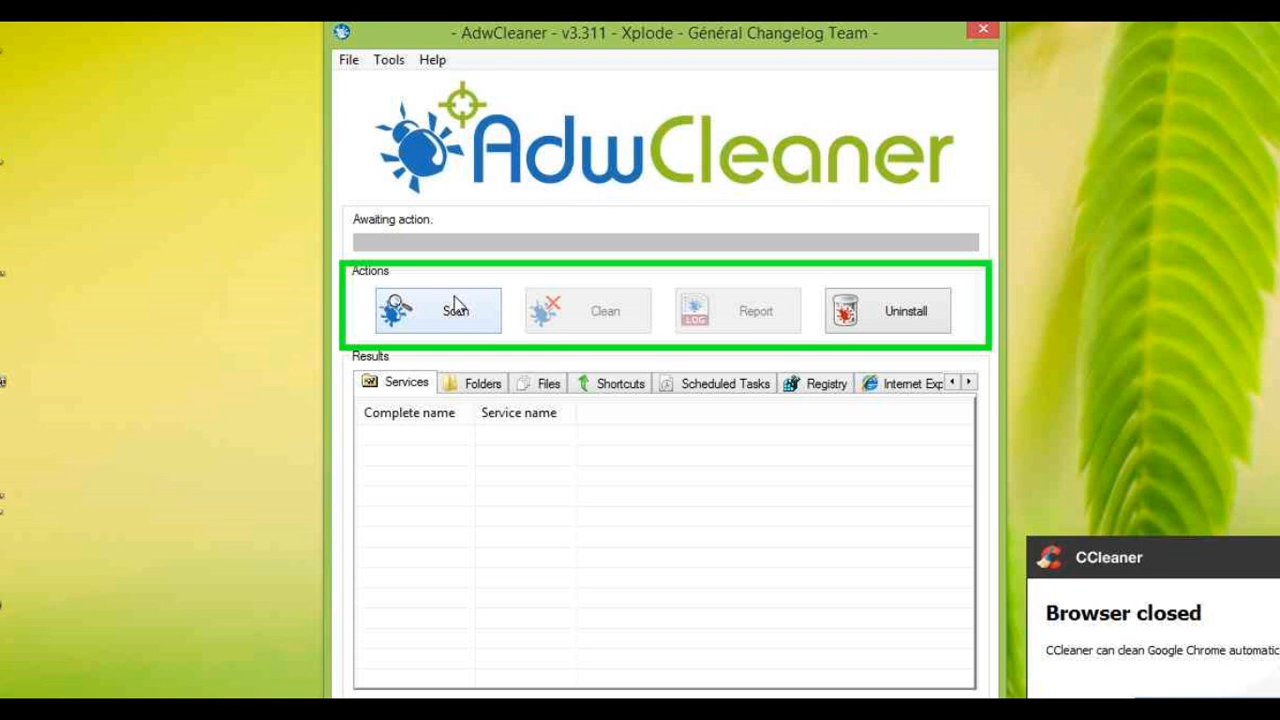 - AdwCleaner - v3.311 - Xplode - Général Changelog Team -
File Tools Help
AdwCleaner
Awaiting action.
Actions
Scan Clean LOG Report Uninstall
Results
Services Folders Files Shortcuts Scheduled Tasks Registry Internet Exp
Complete name Service name
CCleaner
Browser closed
CCleaner can clean Google Chrome automatic